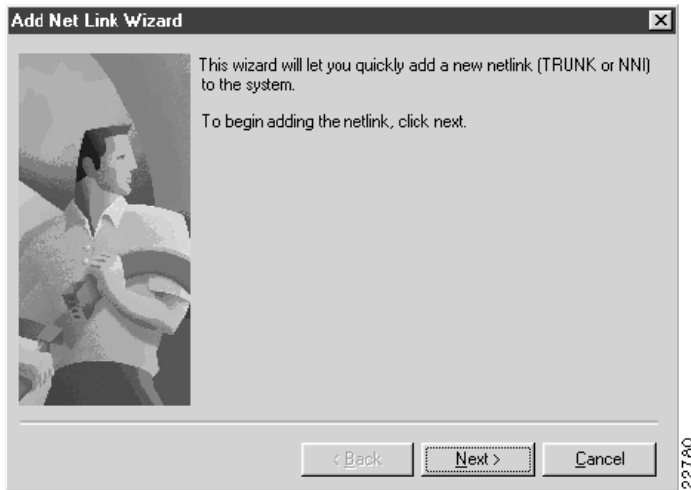 Add Net Link Wizard
This wizard will let you quickly add a new netlink (TRUNK or NNI)
to the system.
To begin adding the netlink, click next.
< Back
Next >
Cancel
22780